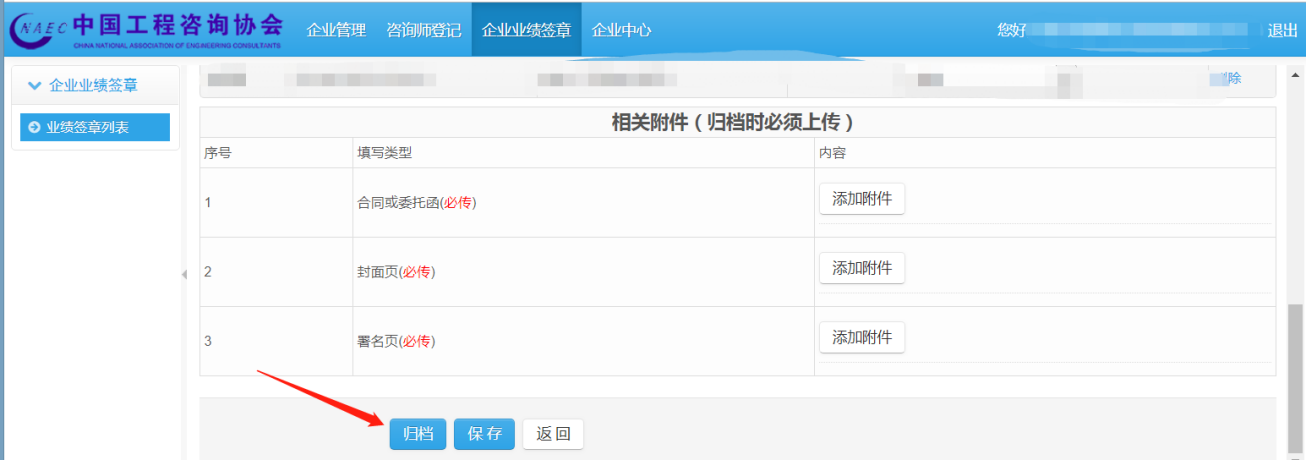 NAEC 中国工程咨询协会 企业管理 咨询师登记 企业业绩签章 企业中心 您好 退出
CHINA NATIONAL ASSOCIATION OF ENGINEERING CONSULTANTS
企业业绩签章
业绩签章列表
相关附件（归档时必须上传）
序号 填写类型 内容
1 合同或委托函(必传) 添加附件
2 封面页(必传) 添加附件
3 署名页(必传) 添加附件
归档 保存 返回